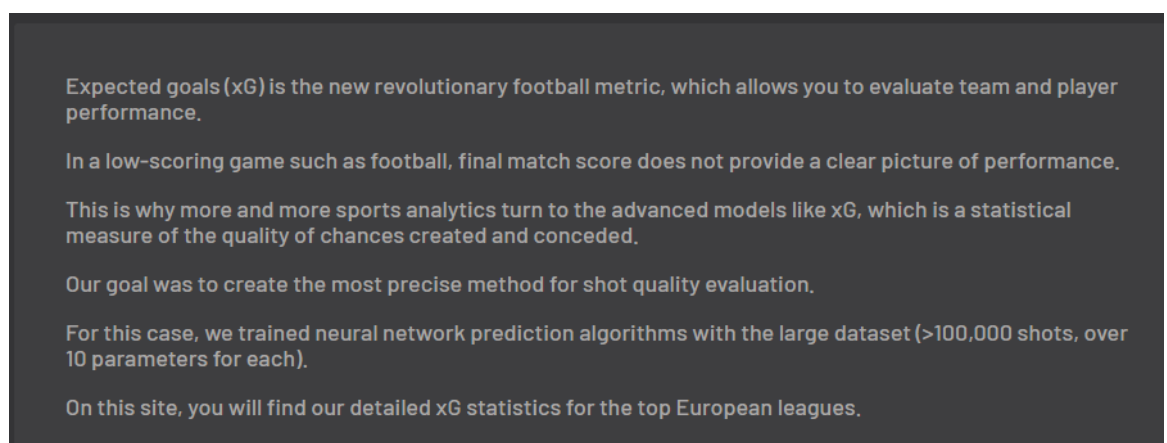 Expected goals (xG) is the new revolutionary football metric, which allows you to evaluate team and player
performance.
In a low-scoring game such as football, final match score does not provide a clear picture of performance.
This is why more and more sports analytics turn to the advanced models like xG, which is a statistical
measure of the quality of chances created and conceded.
Our goal was to create the most precise method for shot quality evaluation.
For this case, we trained neural network prediction algorithms with the large dataset (>100,000 shots, over
10 parameters for each).
On this site, you will find our detailed xG statistics for the top European leagues.